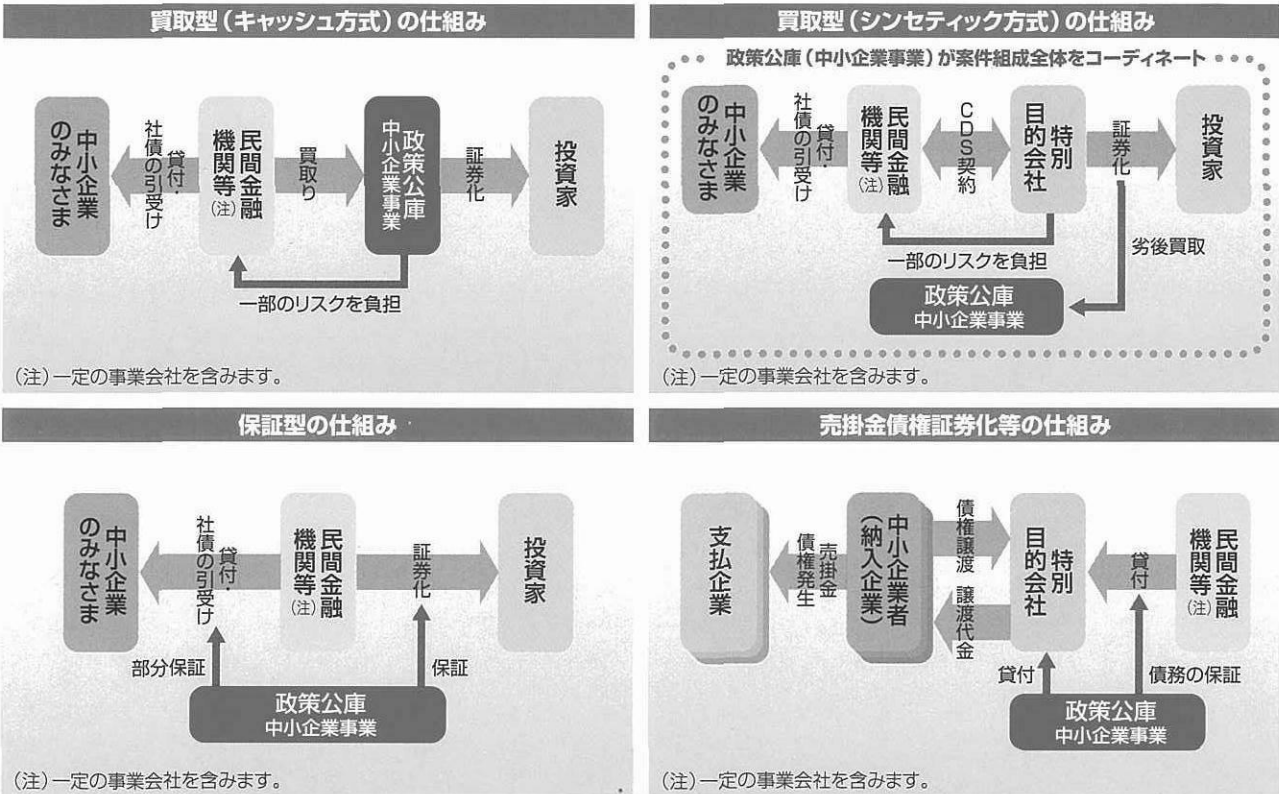 買取型(キャッシュ方式)の仕組み
中小企業
のみなさま
貸付・
社債の引受け
民間金融
機関等(注)
買取り
政策公庫
中小企業事業
証券化
投資家
一部のリスクを負担
(注)一定の事業会社を含みます。
買取型(シンセティック方式)の仕組み
政策公庫(中小企業事業)が案件組成全体をコーディネート
中小企業
のみなさま
貸付・
社債の引受け
民間金融
機関等(注)
CDS契約
特別
目的会社
証券化
投資家
一部のリスクを負担
劣後買取
政策公庫
中小企業事業
(注)一定の事業会社を含みます。
保証型の仕組み
中小企業
のみなさま
貸付・
社債の引受け
民間金融
機関等(注)
証券化
投資家
部分保証
保証
政策公庫
中小企業事業
(注)一定の事業会社を含みます。
売掛金債権証券化等の仕組み
支払企業
売掛金
債権発生
中小企業者
(納入企業)
債権譲渡
譲渡代金
特別
目的会社
貸付
民間金融
機関等(注)
貸付
債務の保証
政策公庫
中小企業事業
(注)一定の事業会社を含みます。